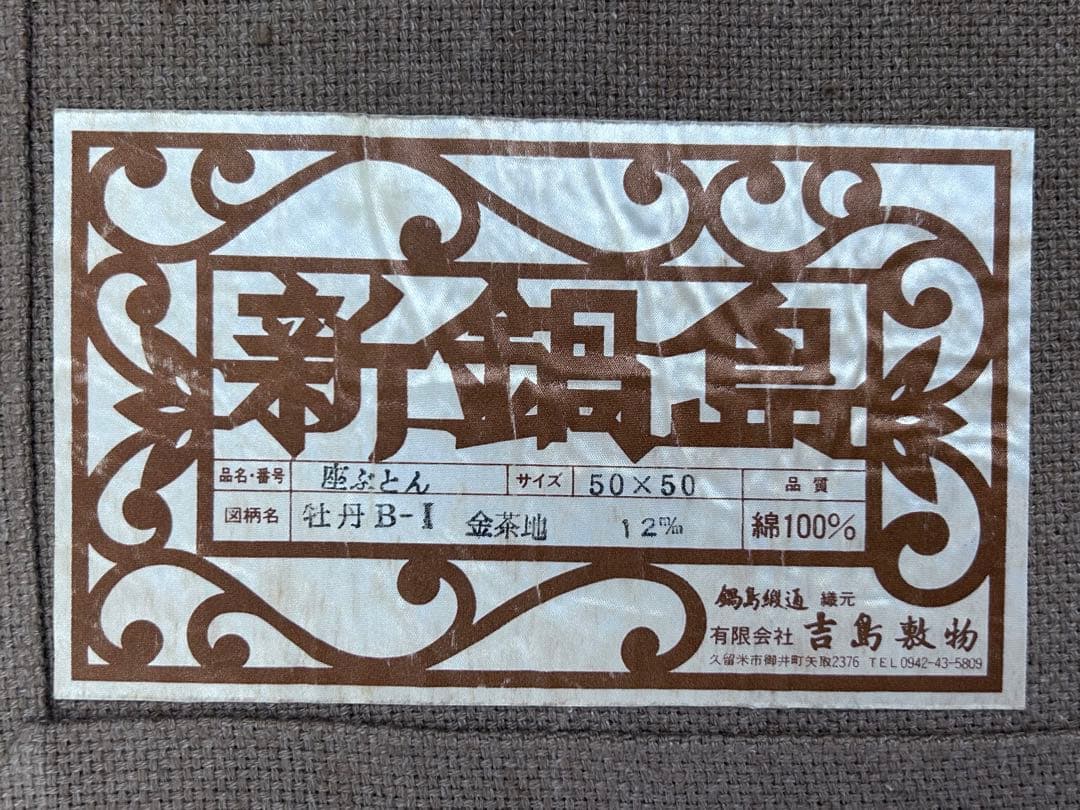 新鍋島
品名・番号 座ぶとん サイズ 50×50 品質
図柄名 牡丹B-I 金茶地 12m/m 綿100%
鍋島緞通 織元
有限会社 吉島敷物
久留米市御井町矢取2376 TEL0942-43-5809